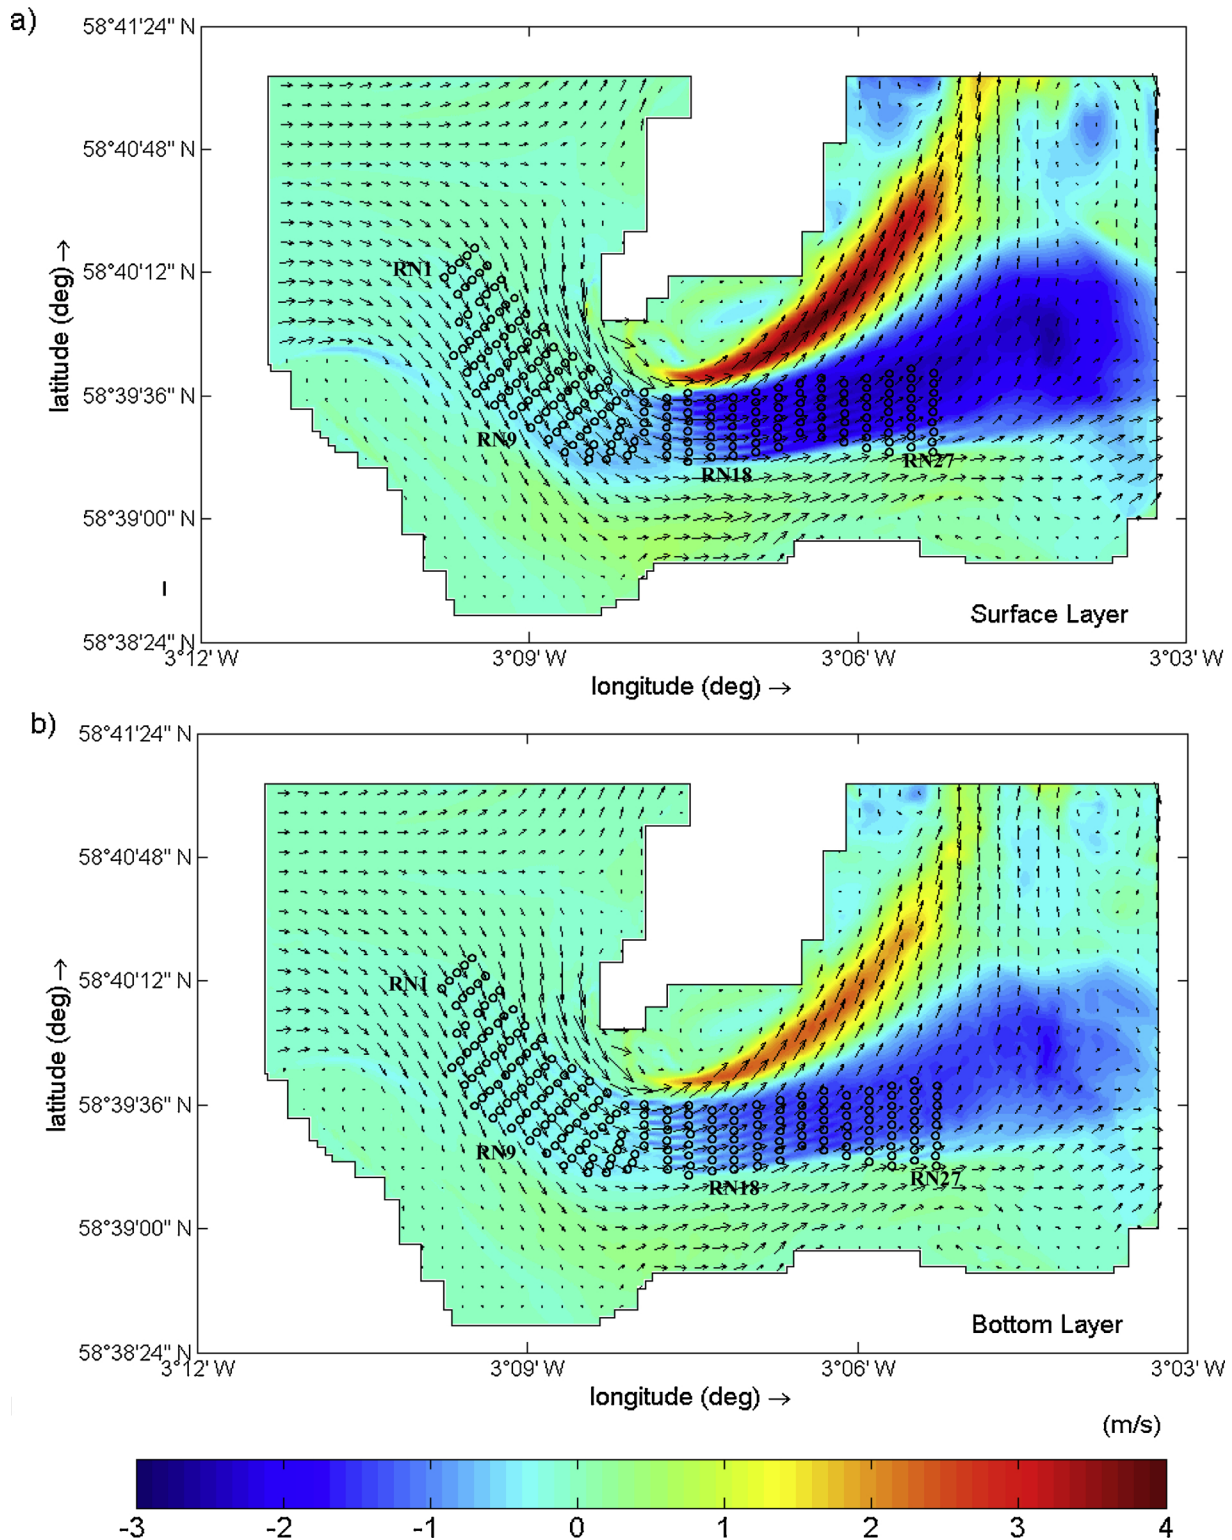 a)
58°41'24" N
58°40'48" N
58°40'12" N
58°39'36" N
58°39'00" N
58°38'24" N
latitude (deg) →
RN1
RN9
RN18
RN27
Surface Layer
3°12' W
3°09' W
3°06' W
3°03' W
longitude (deg) →
b)
58°41'24" N
58°40'48" N
58°40'12" N
58°39'36" N
58°39'00" N
58°38'24" N
latitude (deg) →
RN1
RN9
RN18
RN27
Bottom Layer
3°12' W
3°09' W
3°06' W
3°03' W
longitude (deg) →
(m/s)
-3 -2 -1 0 1 2 3 4